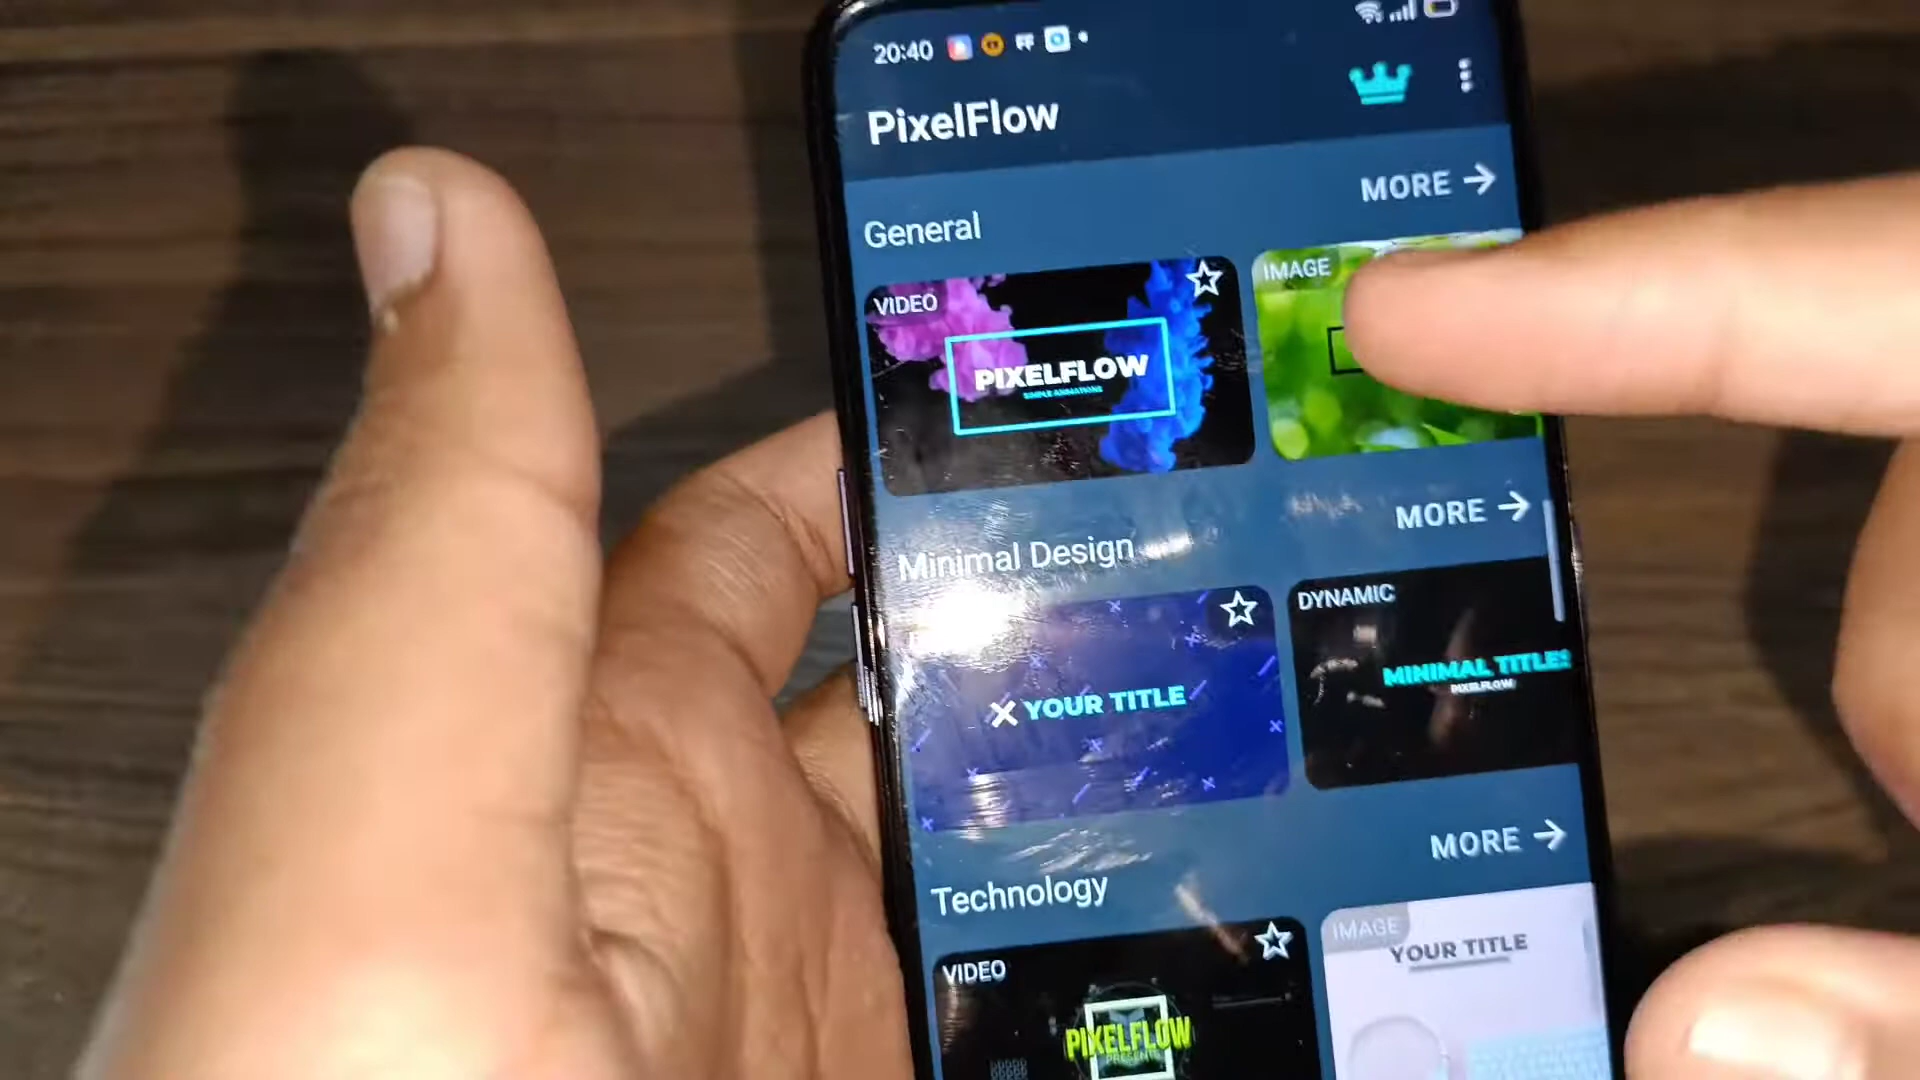 20:40
PixelFlow
MORE →
General
VIDEO
PIXELFLOW
SIMPLE ANIMATIONS
IMAGE
MORE →
Minimal Design
YOUR TITLE
DYNAMIC
MINIMAL TITLES
PIXELFLOW
MORE →
Technology
VIDEO
PIXELFLOW
PRESENTS
IMAGE
YOUR TITLE